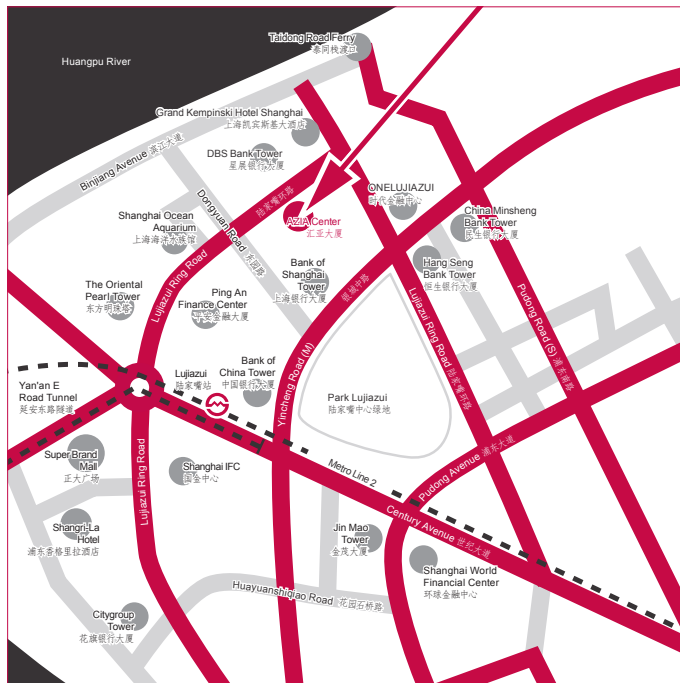 Taidong Road Ferry
泰同栈渡口
Huangpu River
Grand Kempinski Hotel Shanghai
上海凯宾斯基大酒店
DBS Bank Tower
星展银行大厦
Binjiang Avenue 滨江大道
Dongyuan Road 东园路
陆家嘴环路
Lujiazui Ring Road
ONELUJIAZUI
时代金融中心
AZIA Center
汇亚大厦
China Minsheng
Bank Tower
民生银行大厦
Shanghai Ocean
Aquarium
上海海洋水族馆
Hang Seng
Bank Tower
恒生银行大厦
Bank of
Shanghai
Tower
上海银行大厦
银城中路
Yincheng Road (M)
The Oriental
Pearl Tower
东方明珠塔
Ping An
Finance Center
平安金融大厦
Lujiazui Ring Road 陆家嘴环路
Pudong Road (S) 浦东南路
Yan'an E
Road Tunnel
延安东路隧道
Lujiazui
陆家嘴站
Bank of
China Tower
中国银行大厦
Park Lujiazui
陆家嘴中心绿地
Super Brand
Mall
正大广场
Lujiazui Ring Road
Shanghai IFC
国金中心
Metro Line 2
Pudong Avenue 浦东大道
Century Avenue 世纪大道
Shangri-La
Hotel
浦东香格里拉酒店
Jin Mao
Tower
金茂大厦
Shanghai World
Financial Center
环球金融中心
Huayuanshiqiao Road 花园石桥路
Citygroup
Tower
花旗银行大厦